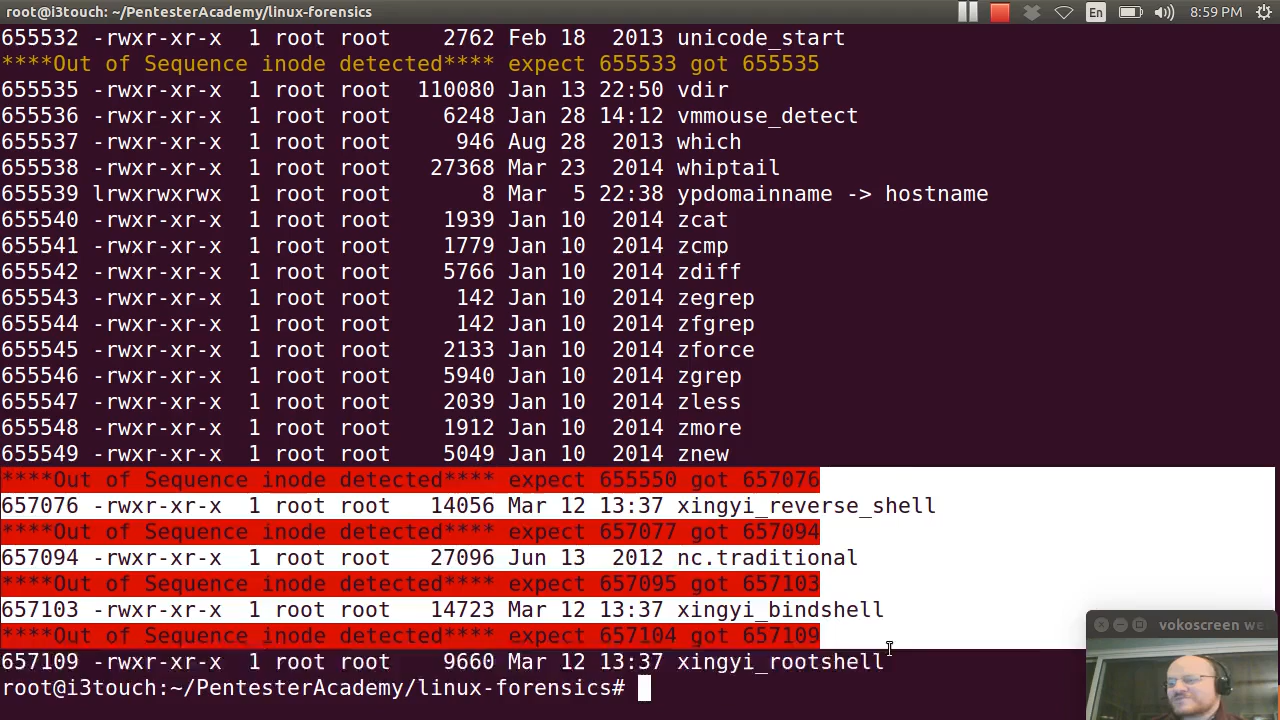 root@i3touch: ~/PentesterAcademy/linux-forensics En 8:59 PM
655532 -rwxr-xr-x  1 root root    2762 Feb 18  2013 unicode_start
****Out of Sequence inode detected**** expect 655533 got 655535
655535 -rwxr-xr-x  1 root root  110080 Jan 13 22:50 vdir
655536 -rwxr-xr-x  1 root root    6248 Jan 28 14:12 vmmouse_detect
655537 -rwxr-xr-x  1 root root     946 Aug 28  2013 which
655538 -rwxr-xr-x  1 root root   27368 Mar 23  2014 whiptail
655539 lrwxrwxrwx  1 root root       8 Mar  5 22:38 ypdomainname -> hostname
655540 -rwxr-xr-x  1 root root    1939 Jan 10  2014 zcat
655541 -rwxr-xr-x  1 root root    1779 Jan 10  2014 zcmp
655542 -rwxr-xr-x  1 root root    5766 Jan 10  2014 zdiff
655543 -rwxr-xr-x  1 root root     142 Jan 10  2014 zegrep
655544 -rwxr-xr-x  1 root root     142 Jan 10  2014 zfgrep
655545 -rwxr-xr-x  1 root root    2133 Jan 10  2014 zforce
655546 -rwxr-xr-x  1 root root    5940 Jan 10  2014 zgrep
655547 -rwxr-xr-x  1 root root    2039 Jan 10  2014 zless
655548 -rwxr-xr-x  1 root root    1912 Jan 10  2014 zmore
655549 -rwxr-xr-x  1 root root    5049 Jan 10  2014 znew
****Out of Sequence inode detected**** expect 655550 got 657076
657076 -rwxr-xr-x  1 root root   14056 Mar 12 13:37 xingyi_reverse_shell
****Out of Sequence inode detected**** expect 657077 got 657094
657094 -rwxr-xr-x  1 root root   27096 Jun 13  2012 nc.traditional
****Out of Sequence inode detected**** expect 657095 got 657103
657103 -rwxr-xr-x  1 root root   14723 Mar 12 13:37 xingyi_bindshell
****Out of Sequence inode detected**** expect 657104 got 657109
vokoscreen we
657109 -rwxr-xr-x  1 root root    9660 Mar 12 13:37 xingyi_rootshell
root@i3touch:~/PentesterAcademy/linux-forensics#